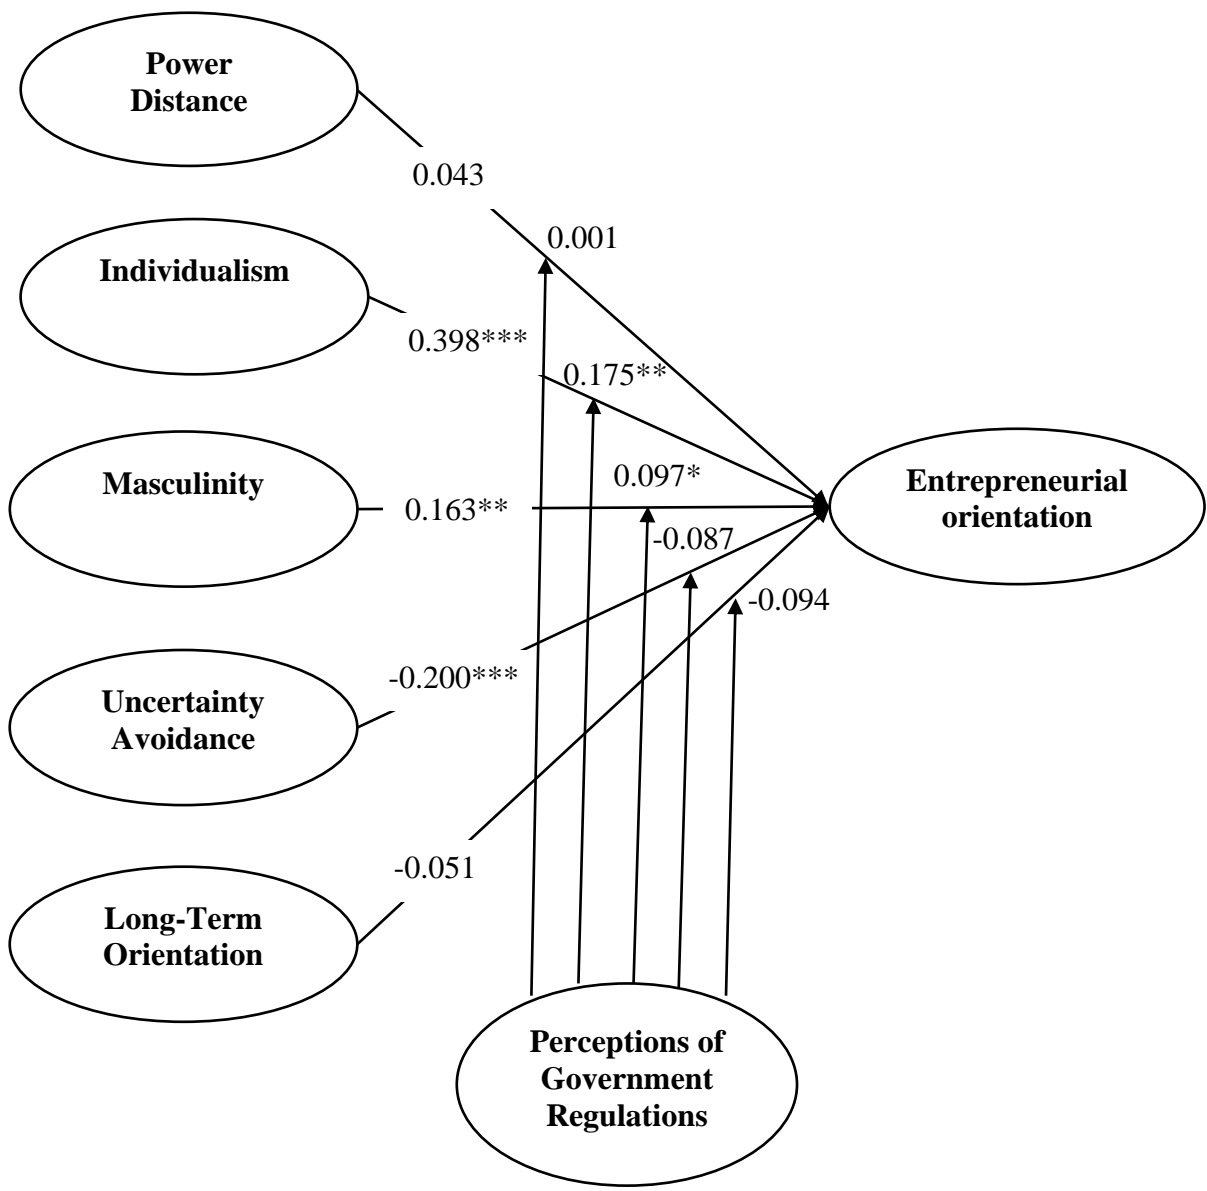 Power
Distance
0.043
0.001
Individualism
0.398***
0.175**
Masculinity
0.163**
0.097*
Entrepreneurial
orientation
-0.087
-0.094
Uncertainty
Avoidance
-0.200***
-0.051
Long-Term
Orientation
Perceptions of
Government
Regulations